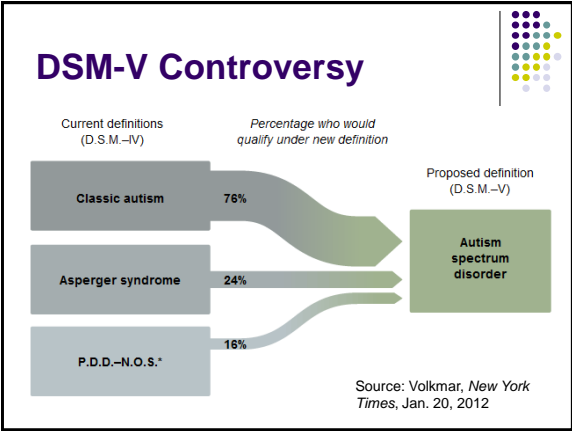 DSM-V Controversy
Current definitions
(D.S.M.–IV)
Percentage who would
qualify under new definition
Proposed definition
(D.S.M.–V)
Classic autism
76%
Autism
spectrum
disorder
Asperger syndrome
24%
P.D.D.–N.O.S.*
16%
Source: Volkmar, New York
Times, Jan. 20, 2012